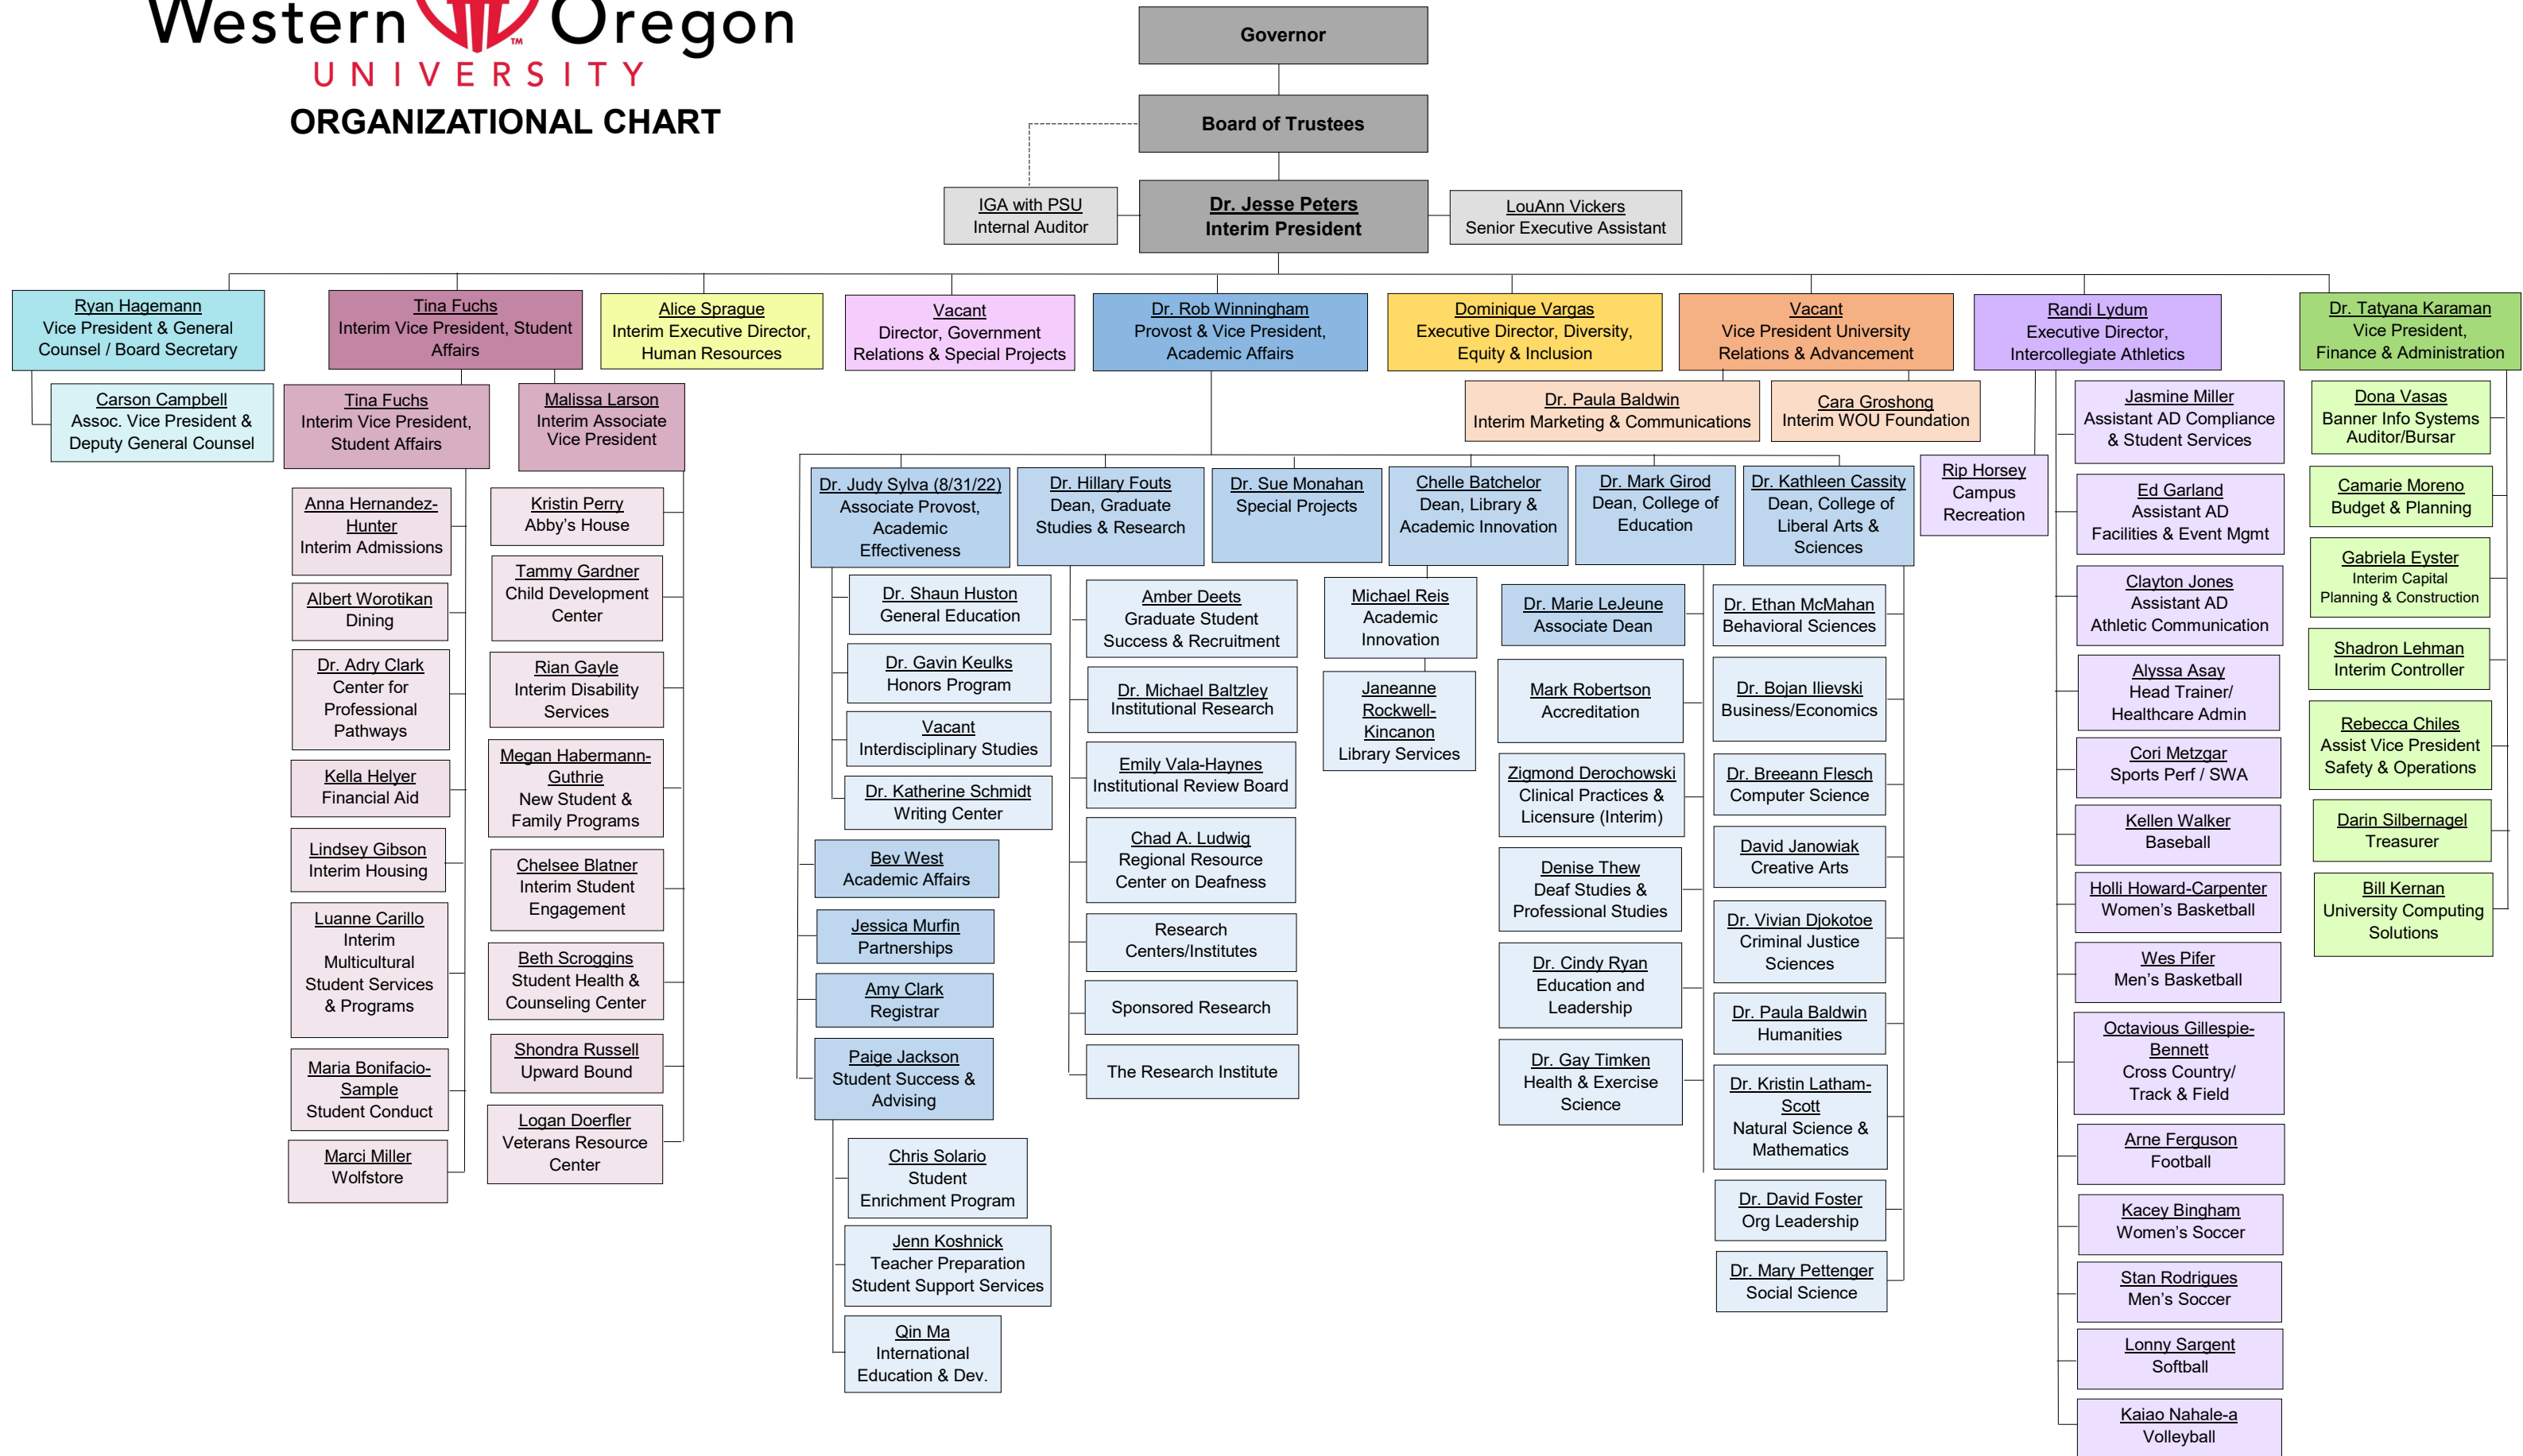 Western Oregon
™
UNIVERSITY
ORGANIZATIONAL CHART
Governor
Board of Trustees
IGA with PSU
Internal Auditor
Dr. Jesse Peters
Interim President
LouAnn Vickers
Senior Executive Assistant
Ryan Hagemann
Vice President & General
Counsel / Board Secretary
Tina Fuchs
Interim Vice President, Student
Affairs
Alice Sprague
Interim Executive Director,
Human Resources
Vacant
Director, Government
Relations & Special Projects
Dr. Rob Winningham
Provost & Vice President,
Academic Affairs
Dominique Vargas
Executive Director, Diversity,
Equity & Inclusion
Vacant
Vice President University
Relations & Advancement
Randi Lydum
Executive Director,
Intercollegiate Athletics
Dr. Tatyana Karaman
Vice President,
Finance & Administration
Carson Campbell
Assoc. Vice President &
Deputy General Counsel
Tina Fuchs
Interim Vice President,
Student Affairs
Malissa Larson
Interim Associate
Vice President
Anna Hernandez-
Hunter
Interim Admissions
Albert Worotikan
Dining
Dr. Adry Clark
Center for
Professional
Pathways
Kella Helyer
Financial Aid
Lindsey Gibson
Interim Housing
Luanne Carillo
Interim
Multicultural
Student Services
& Programs
Maria Bonifacio-
Sample
Student Conduct
Marci Miller
Wolfstore
Kristin Perry
Abby’s House
Tammy Gardner
Child Development
Center
Rian Gayle
Interim Disability
Services
Megan Habermann-
Guthrie
New Student &
Family Programs
Chelsee Blatner
Interim Student
Engagement
Beth Scroggins
Student Health &
Counseling Center
Shondra Russell
Upward Bound
Logan Doerfler
Veterans Resource
Center
Dr. Judy Sylva (8/31/22)
Associate Provost,
Academic
Effectiveness
Dr. Shaun Huston
General Education
Dr. Gavin Keulks
Honors Program
Vacant
Interdisciplinary Studies
Dr. Katherine Schmidt
Writing Center
Bev West
Academic Affairs
Jessica Murfin
Partnerships
Amy Clark
Registrar
Paige Jackson
Student Success &
Advising
Chris Solario
Student
Enrichment Program
Jenn Koshnick
Teacher Preparation
Student Support Services
Qin Ma
International
Education & Dev.
Dr. Hillary Fouts
Dean, Graduate
Studies & Research
Amber Deets
Graduate Student
Success & Recruitment
Dr. Michael Baltzley
Institutional Research
Emily Vala-Haynes
Institutional Review Board
Chad A. Ludwig
Regional Resource
Center on Deafness
Research
Centers/Institutes
Sponsored Research
The Research Institute
Dr. Sue Monahan
Special Projects
Chelle Batchelor
Dean, Library &
Academic Innovation
Michael Reis
Academic
Innovation
Janeanne
Rockwell-
Kincanon
Library Services
Dr. Mark Girod
Dean, College of
Education
Dr. Marie LeJeune
Associate Dean
Mark Robertson
Accreditation
Zigmond Derochowski
Clinical Practices &
Licensure (Interim)
Denise Thew
Deaf Studies &
Professional Studies
Dr. Cindy Ryan
Education and
Leadership
Dr. Gay Timken
Health & Exercise
Science
Dr. Kathleen Cassity
Dean, College of
Liberal Arts &
Sciences
Dr. Ethan McMahan
Behavioral Sciences
Dr. Bojan Ilievski
Business/Economics
Dr. Breeann Flesch
Computer Science
David Janowiak
Creative Arts
Dr. Vivian Djokotoe
Criminal Justice
Sciences
Dr. Paula Baldwin
Humanities
Dr. Kristin Latham-
Scott
Natural Science &
Mathematics
Dr. David Foster
Org Leadership
Dr. Mary Pettenger
Social Science
Dr. Paula Baldwin
Interim Marketing & Communications
Cara Groshong
Interim WOU Foundation
Rip Horsey
Campus
Recreation
Jasmine Miller
Assistant AD Compliance
& Student Services
Ed Garland
Assistant AD
Facilities & Event Mgmt
Clayton Jones
Assistant AD
Athletic Communication
Alyssa Asay
Head Trainer/
Healthcare Admin
Cori Metzgar
Sports Perf / SWA
Kellen Walker
Baseball
Holli Howard-Carpenter
Women’s Basketball
Wes Pifer
Men’s Basketball
Octavious Gillespie-
Bennett
Cross Country/
Track & Field
Arne Ferguson
Football
Kacey Bingham
Women’s Soccer
Stan Rodrigues
Men’s Soccer
Lonny Sargent
Softball
Kaiao Nahale-a
Volleyball
Dona Vasas
Banner Info Systems
Auditor/Bursar
Camarie Moreno
Budget & Planning
Gabriela Eyster
Interim Capital
Planning & Construction
Shadron Lehman
Interim Controller
Rebecca Chiles
Assist Vice President
Safety & Operations
Darin Silbernagel
Treasurer
Bill Kernan
University Computing
Solutions